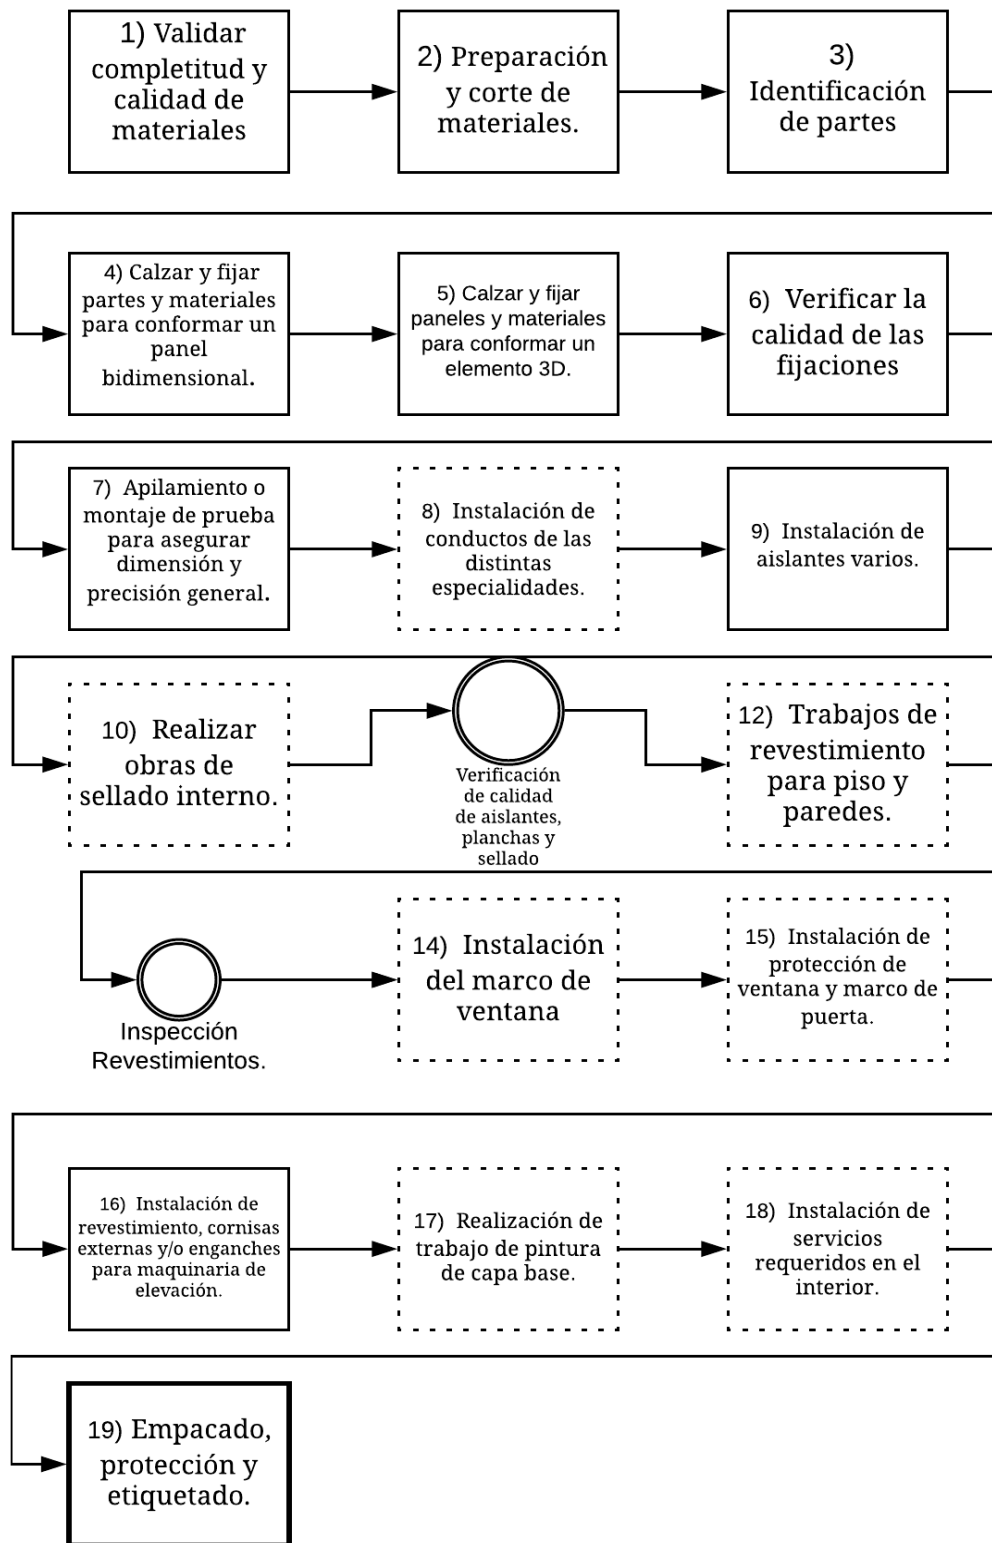 1) Validar
completitud y
calidad de
materiales
2) Preparación
y corte de
materiales.
3)
Identificación
de partes
4) Calzar y fijar
partes y materiales
para conformar un
panel
bidimensional.
5) Calzar y fijar
paneles y materiales
para conformar un
elemento 3D.
6) Verificar la
calidad de las
fijaciones
7) Apilamiento o
montaje de prueba
para asegurar
dimensión y
precisión general.
8) Instalación de
conductos de las
distintas
especialidades.
9) Instalación de
aislantes varios.
10) Realizar
obras de
sellado interno.
Verificación
de calidad
de aislantes,
planchas y
sellado
12) Trabajos de
revestimiento
para piso y
paredes.
Inspección
Revestimientos.
14) Instalación
del marco de
ventana
15) Instalación de
protección de
ventana y marco de
puerta.
16) Instalación de
revestimiento, cornisas
externas y/o enganches
para maquinaria de
elevación.
17) Realización de
trabajo de pintura
de capa base.
18) Instalación de
servicios
requeridos en el
interior.
19) Empacado,
protección y
etiquetado.